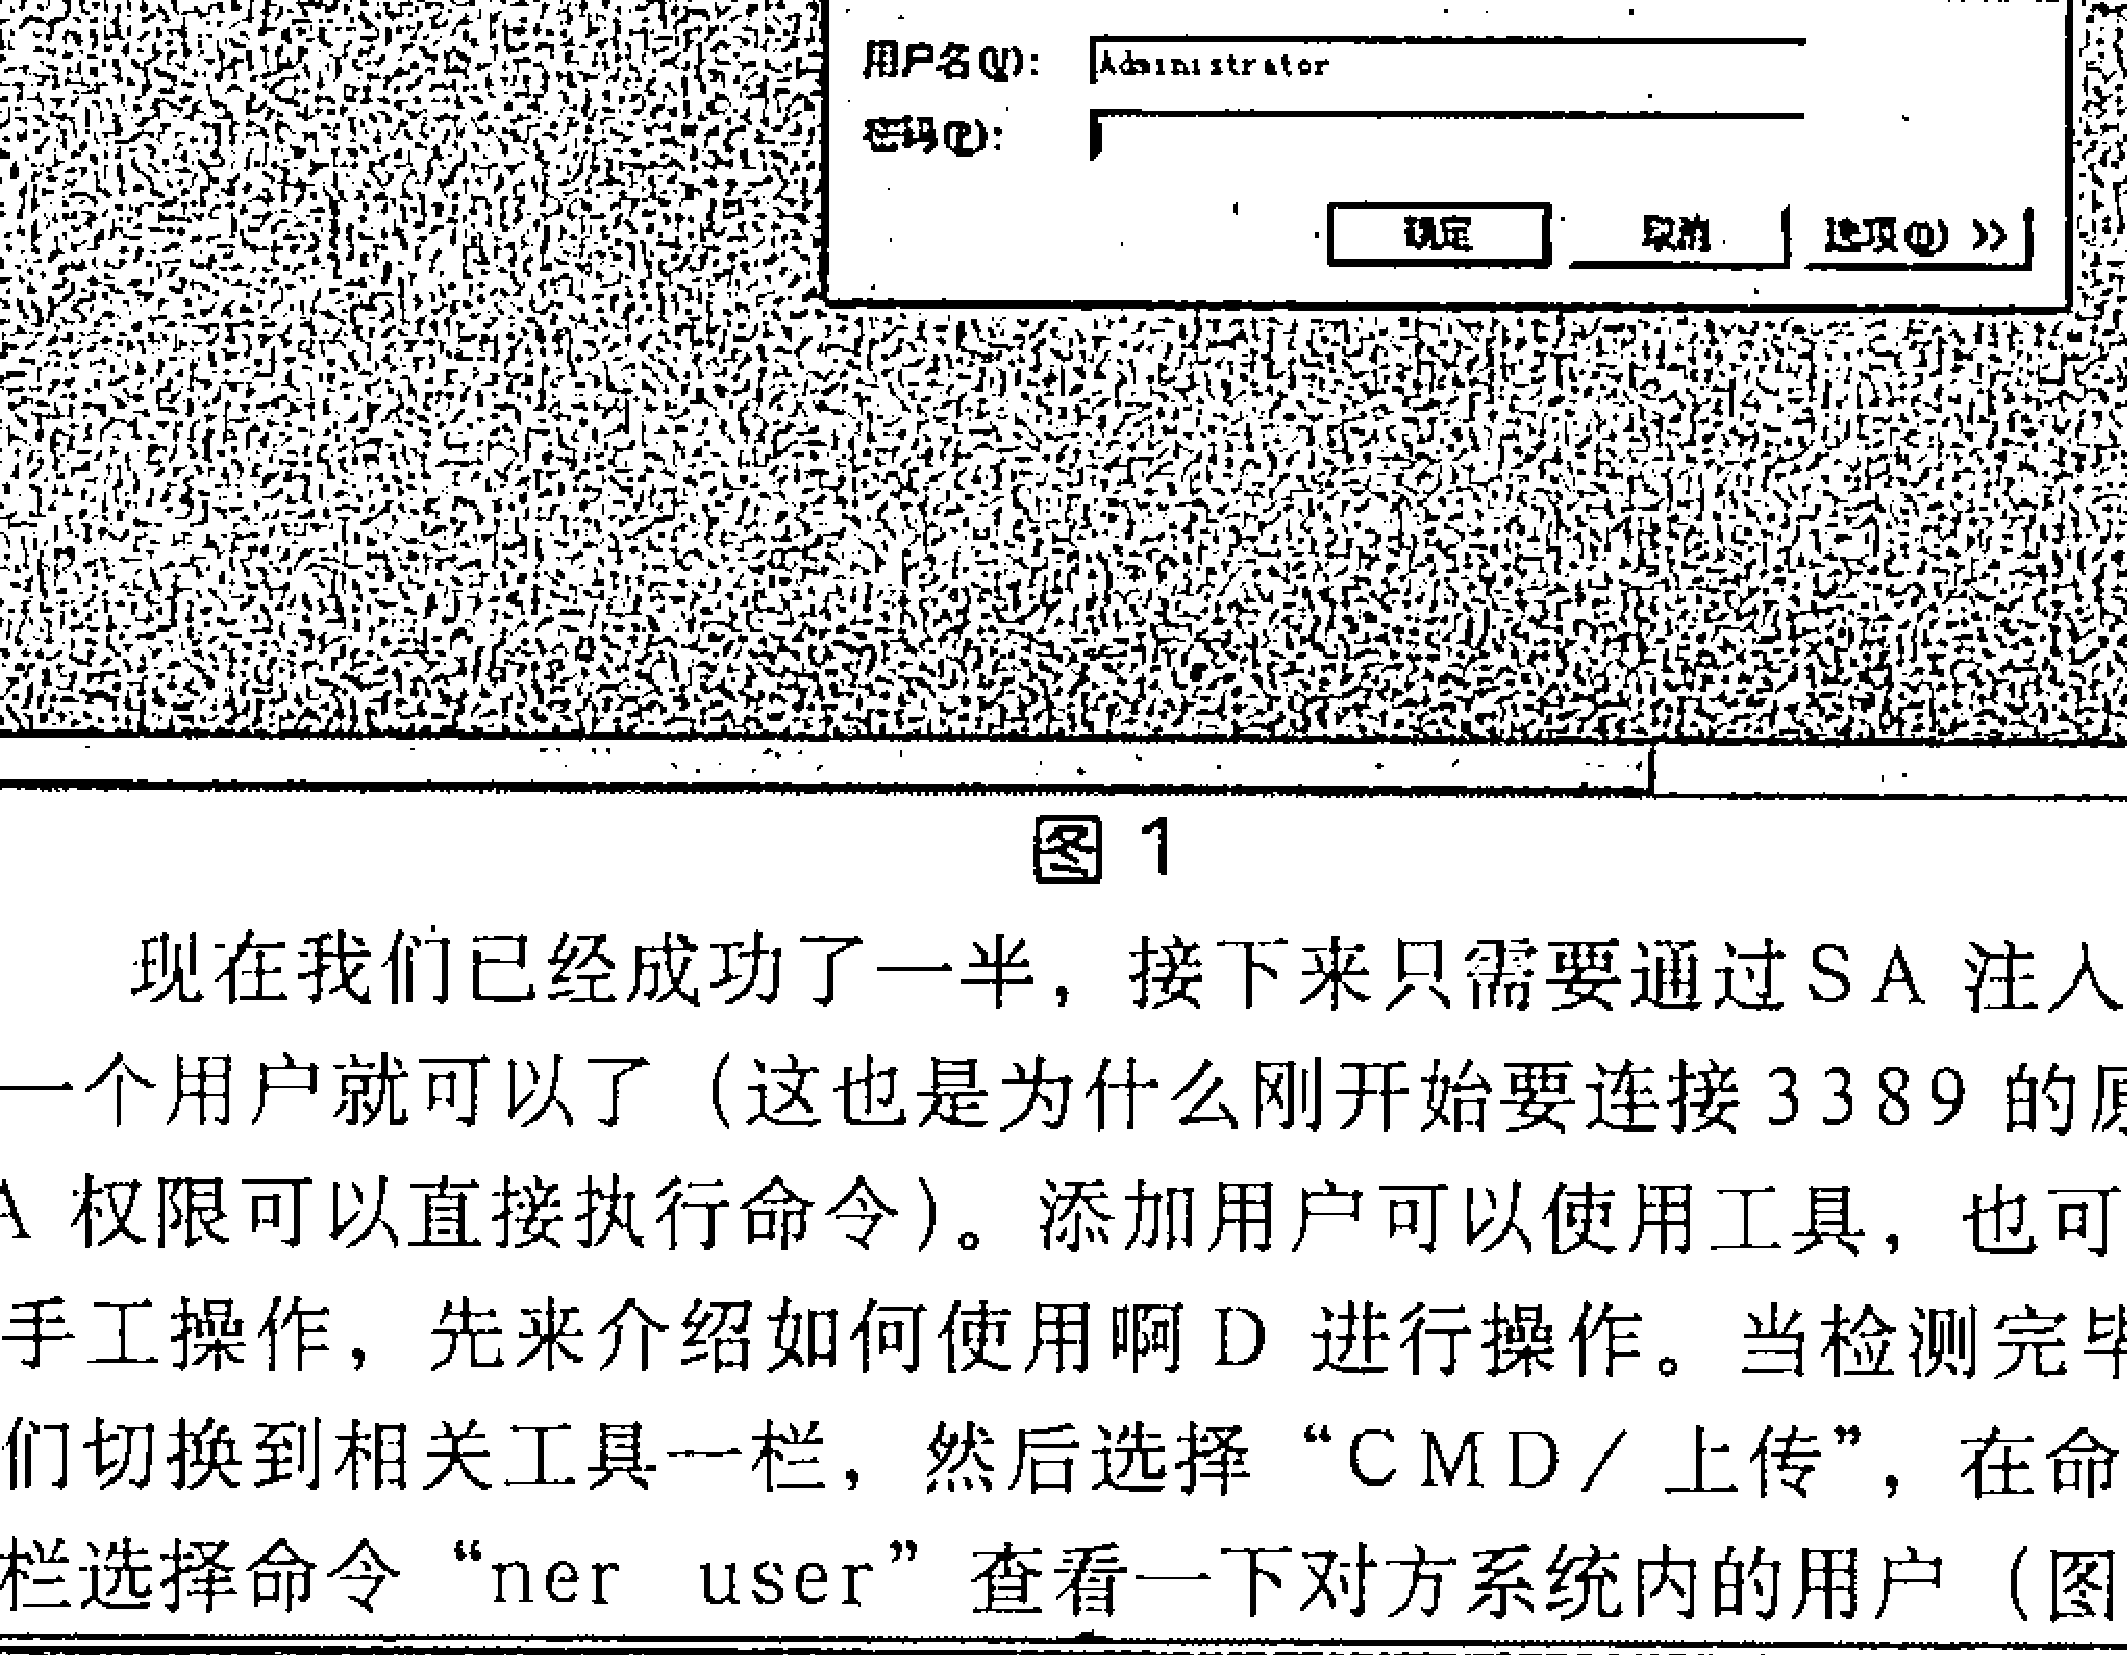 用户名(U):
Administrator
密码(P):
确定
取消
选项(O) >>
图 1
现在我们已经成功了一半，接下来只需要通过SA 注入
一个用户就可以了（这也是为什么刚开始要连接3389 的原
A 权限可以直接执行命令）。添加用户可以使用工具，也可
手工操作，先来介绍如何使用啊D 进行操作。当检测完毕
们切换到相关工具一栏，然后选择“CMD/ 上传”，在命
栏选择命令“ner user”查看一下对方系统内的用户（图